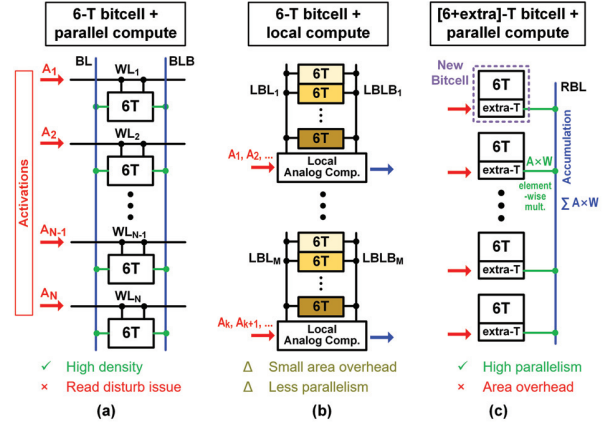 6-T bitcell +
parallel compute
BL
BLB
A1
WL1
6T
A2
WL2
6T
Activations
AN-1
WLN-1
6T
AN
WLN
6T
✓ High density
× Read disturb issue
(a)
6-T bitcell +
local compute
6T
LBL1
6T
LBLB1
6T
A1, A2, ...
Local
Analog Comp.
6T
LBLM
6T
LBLBM
6T
Ak, Ak+1, ...
Local
Analog Comp.
Δ Small area overhead
Δ Less parallelism
(b)
[6+extra]-T bitcell +
parallel compute
New
Bitcell
6T
extra-T
RBL
6T
extra-T
A×W
element
-wise
mult.
Accumulation
∑ A×W
6T
extra-T
6T
extra-T
✓ High parallelism
× Area overhead
(c)